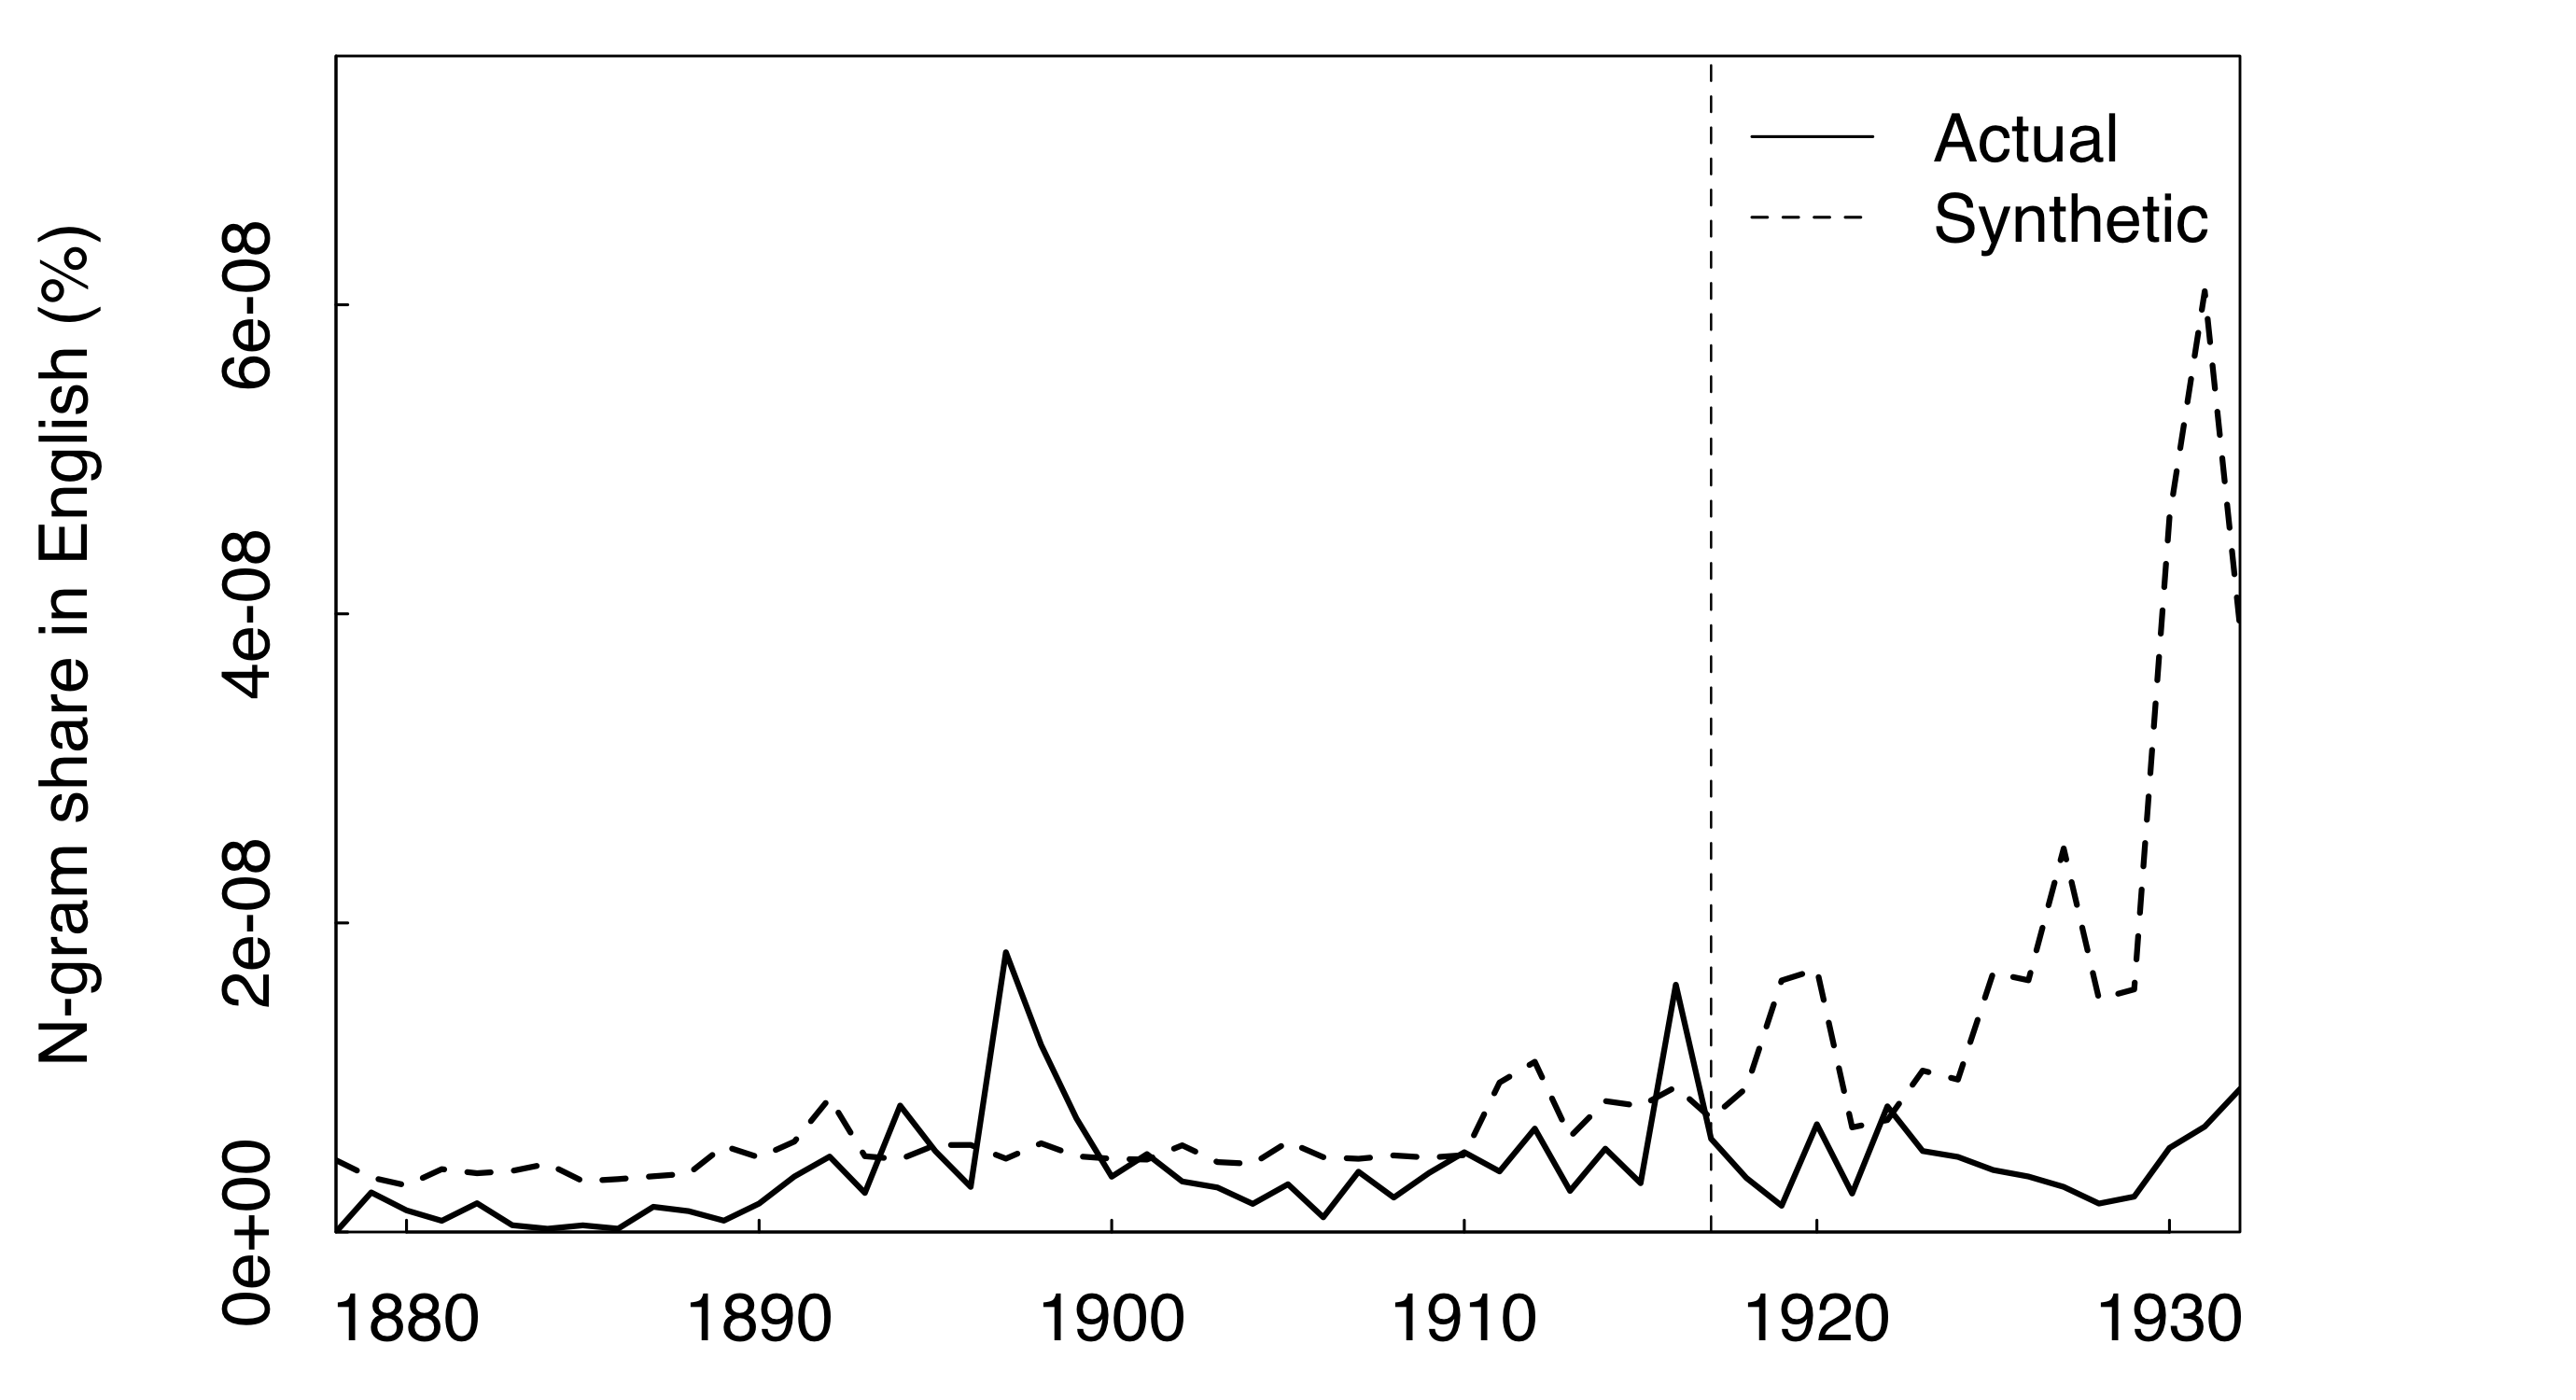 N-gram share in English (%)
6e-08
4e-08
2e-08
0e+00
Actual
Synthetic
1880 1890 1900 1910 1920 1930